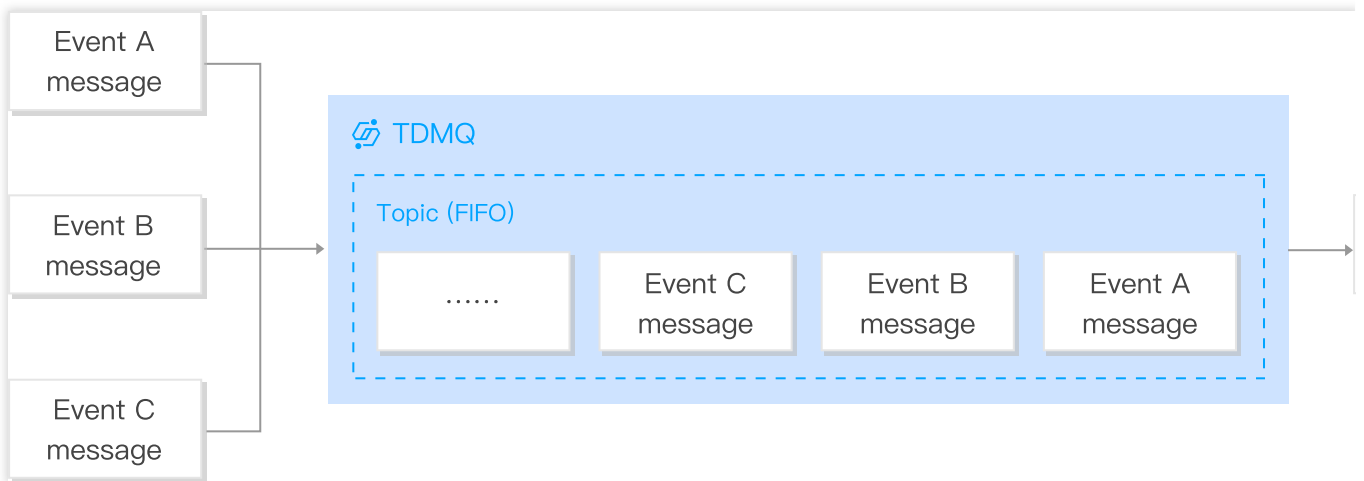 Event A
message
Event B
message
Event C
message
TDMQ
Topic (FIFO)
......
Event C
message
Event B
message
Event A
message